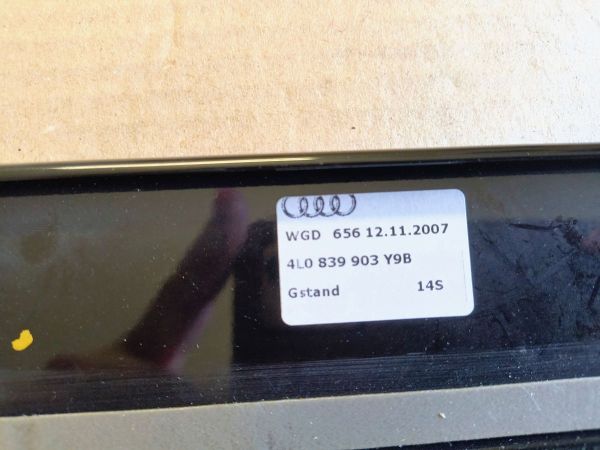 WGD 656 12.11.2007
4L0 839 903 Y9B
Gstand 14S